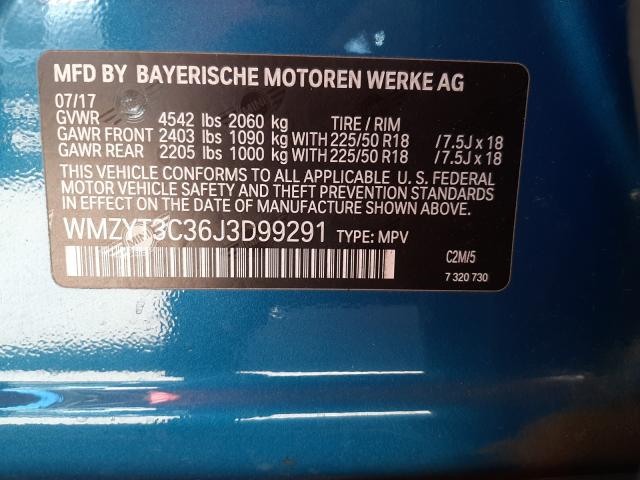 MFD BY BAYERISCHE MOTOREN WERKE AG
07/17
GVWR 4542 lbs 2060 kg TIRE / RIM
GAWR FRONT 2403 lbs 1090 kg WITH 225/50 R18 /7.5J x 18
GAWR REAR 2205 lbs 1000 kg WITH 225/50 R18 /7.5J x 18
THIS VEHICLE CONFORMS TO ALL APPLICABLE U. S. FEDERAL
MOTOR VEHICLE SAFETY AND THEFT PREVENTION STANDARDS
IN EFFECT ON THE DATE OF MANUFACTURE SHOWN ABOVE.
WMZYT3C36J3D99291 TYPE: MPV
C2M/5
7 320 730